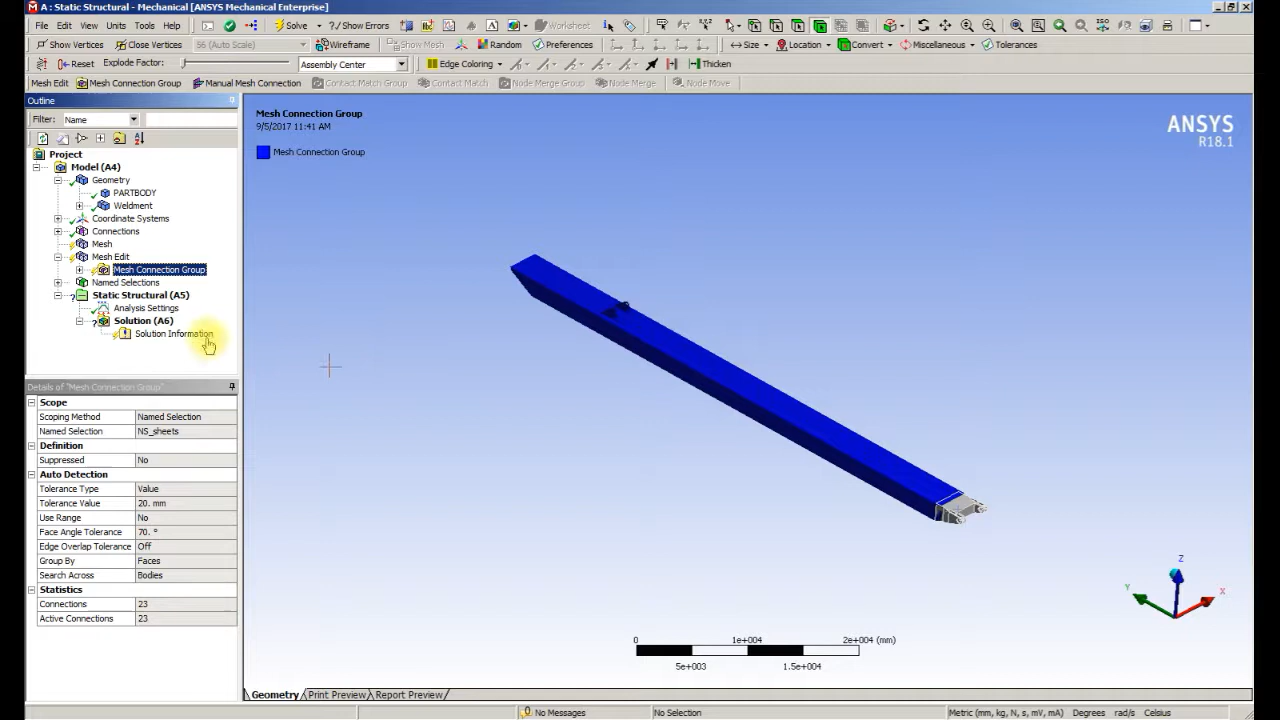 A : Static Structural - Mechanical [ANSYS Mechanical Enterprise]
File Edit View Units Tools Help Solve ?/Show Errors Worksheet
Show Vertices Close Vertices 56 (Auto Scale) Wireframe Show Mesh Random Preferences Size Location Convert Miscellaneous Tolerances
Reset Explode Factor: Assembly Center Edge Coloring Thicken
Mesh Edit Mesh Connection Group Manual Mesh Connection Contact Match Group Contact Match Node Merge Group Node Merge Node Move
Outline
Filter: Name
Project
Model (A4)
Geometry
PARTBODY
Weldment
Coordinate Systems
Connections
Mesh
Mesh Edit
Mesh Connection Group
Named Selections
Static Structural (A5)
Analysis Settings
Solution (A6)
Solution Information
Details of "Mesh Connection Group"
Scope
Scoping Method Named Selection
Named Selection NS_sheets
Definition
Suppressed No
Auto Detection
Tolerance Type Value
Tolerance Value 20. mm
Use Range No
Face Angle Tolerance 70. °
Edge Overlap Tolerance Off
Group By Faces
Search Across Bodies
Statistics
Connections 23
Active Connections 23
Mesh Connection Group
9/5/2017 11:41 AM
Mesh Connection Group
ANSYS
R18.1
Z
Y
X
0 1e+004 2e+004 (mm)
5e+003 1.5e+004
Geometry Print Preview Report Preview
No Messages No Selection Metric (mm, kg, N, s, mV, mA) Degrees rad/s Celsius